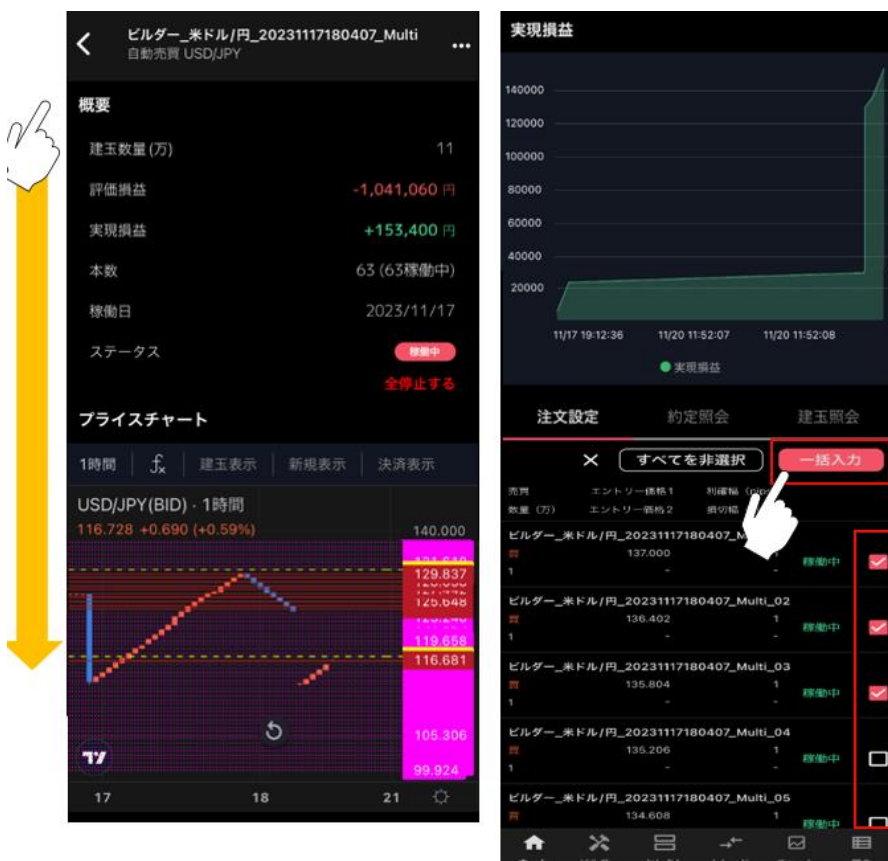 ビルダー_米ドル/円_20231117180407_Multi
自動売買 USD/JPY
概要
建玉数量(万) 11
評価損益 -1,041,060 円
実現損益 +153,400 円
本数 63 (63稼働中)
稼働日 2023/11/17
ステータス 稼働中
全停止する
プライスチャート
1時間 fx 建玉表示 新規表示 決済表示
USD/JPY(BID)・1時間
116.728 +0.690 (+0.59%)
140.000
129.837
125.648
119.658
116.681
105.306
99.924
17 18 21
実現損益
140000
120000
100000
80000
60000
40000
20000
11/17 19:12:36 11/20 11:52:07 11/20 11:52:08
実現損益
注文設定 約定照会 建玉照会
すべてを非選択 一括入力
売買 エントリー価格1 利確幅
数量 (万) エントリー価格2 損切幅
ビルダー_米ドル/円_20231117180407_M
買 137.000 1 稼働中
1 - -
ビルダー_米ドル/円_20231117180407_Multi_02
買 136.402 1 稼働中
1 - -
ビルダー_米ドル/円_20231117180407_Multi_03
買 135.804 1 稼働中
1 - -
ビルダー_米ドル/円_20231117180407_Multi_04
買 135.206 1 稼働中
1 - -
ビルダー_米ドル/円_20231117180407_Multi_05
買 134.608 1 稼働中